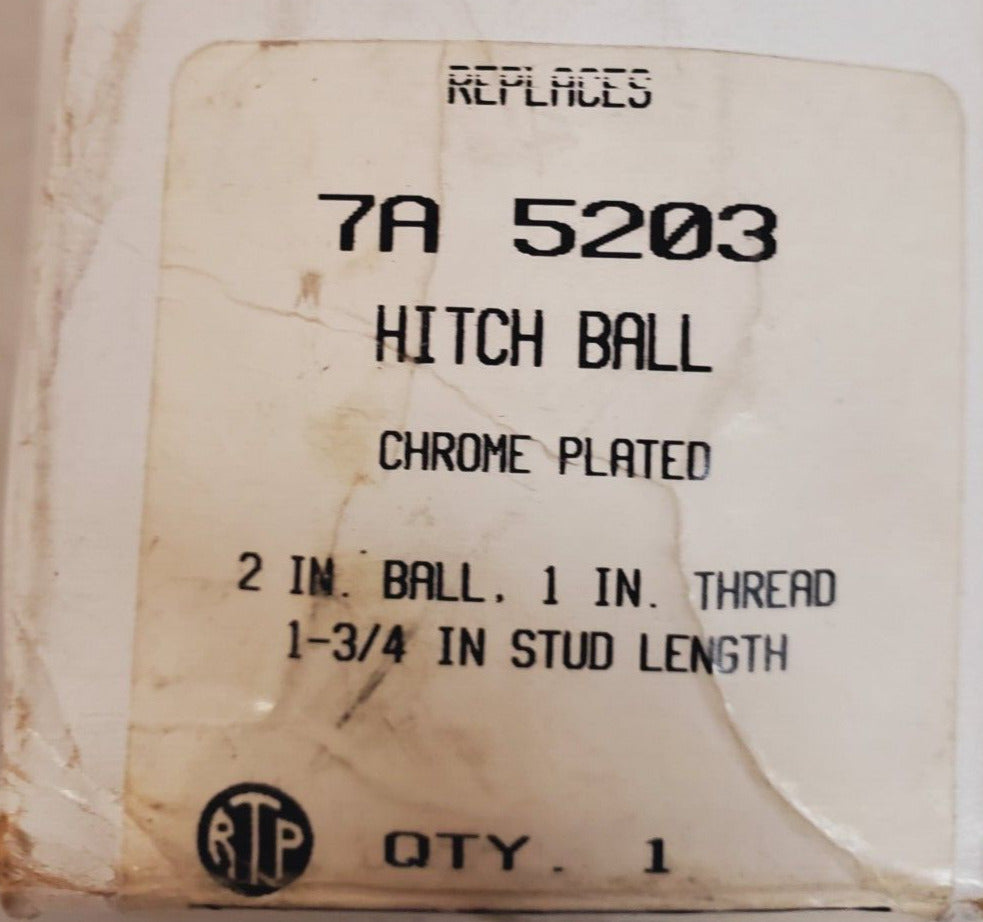 REPLACES
7A 5203
HITCH BALL
CHROME PLATED
2 IN. BALL, 1 IN. THREAD
1-3/4 IN STUD LENGTH
RTP QTY. 1